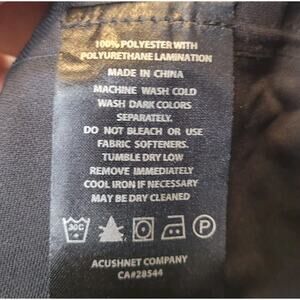 100% POLYESTER WITH
POLYURETHANE LAMINATION
MADE IN CHINA
MACHINE WASH COLD
WASH DARK COLORS
SEPARATELY.
DO NOT BLEACH OR USE
FABRIC SOFTENERS.
TUMBLE DRY LOW
REMOVE IMMEDIATELY
COOL IRON IF NECESSARY
MAY BE DRY CLEANED
30C P
ACUSHNET COMPANY
CA#28544